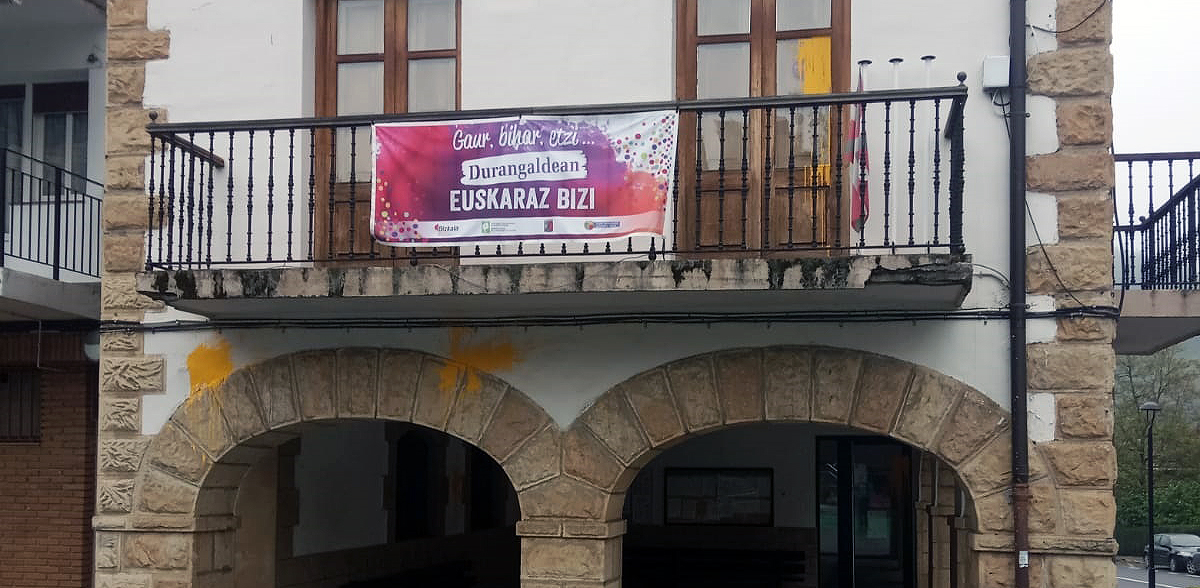 Gaur, bihar, etzi...
Durangaldean
EUSKARAZ BIZI
Bizkaia